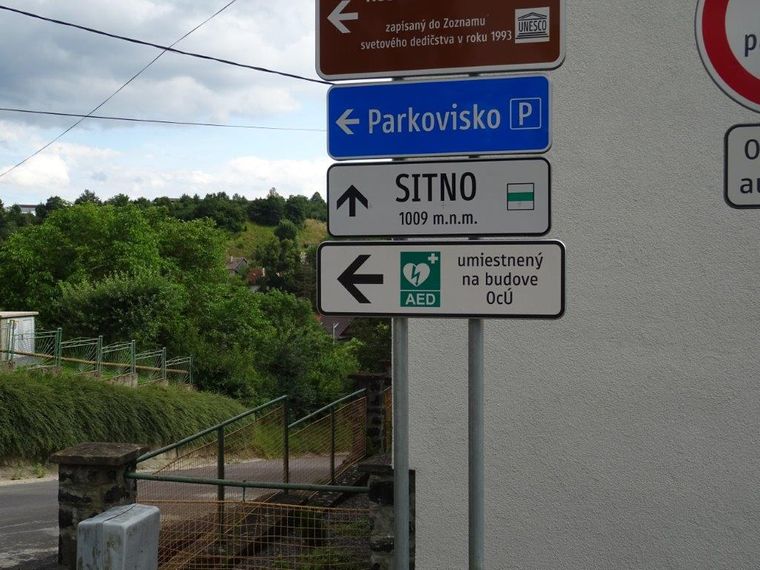 zapísaný do Zoznamu
svetového dedičstva v roku 1993
UNESCO
Parkovisko P
SITNO
1009 m.n.m.
AED
umiestnený
na budove
OcÚ